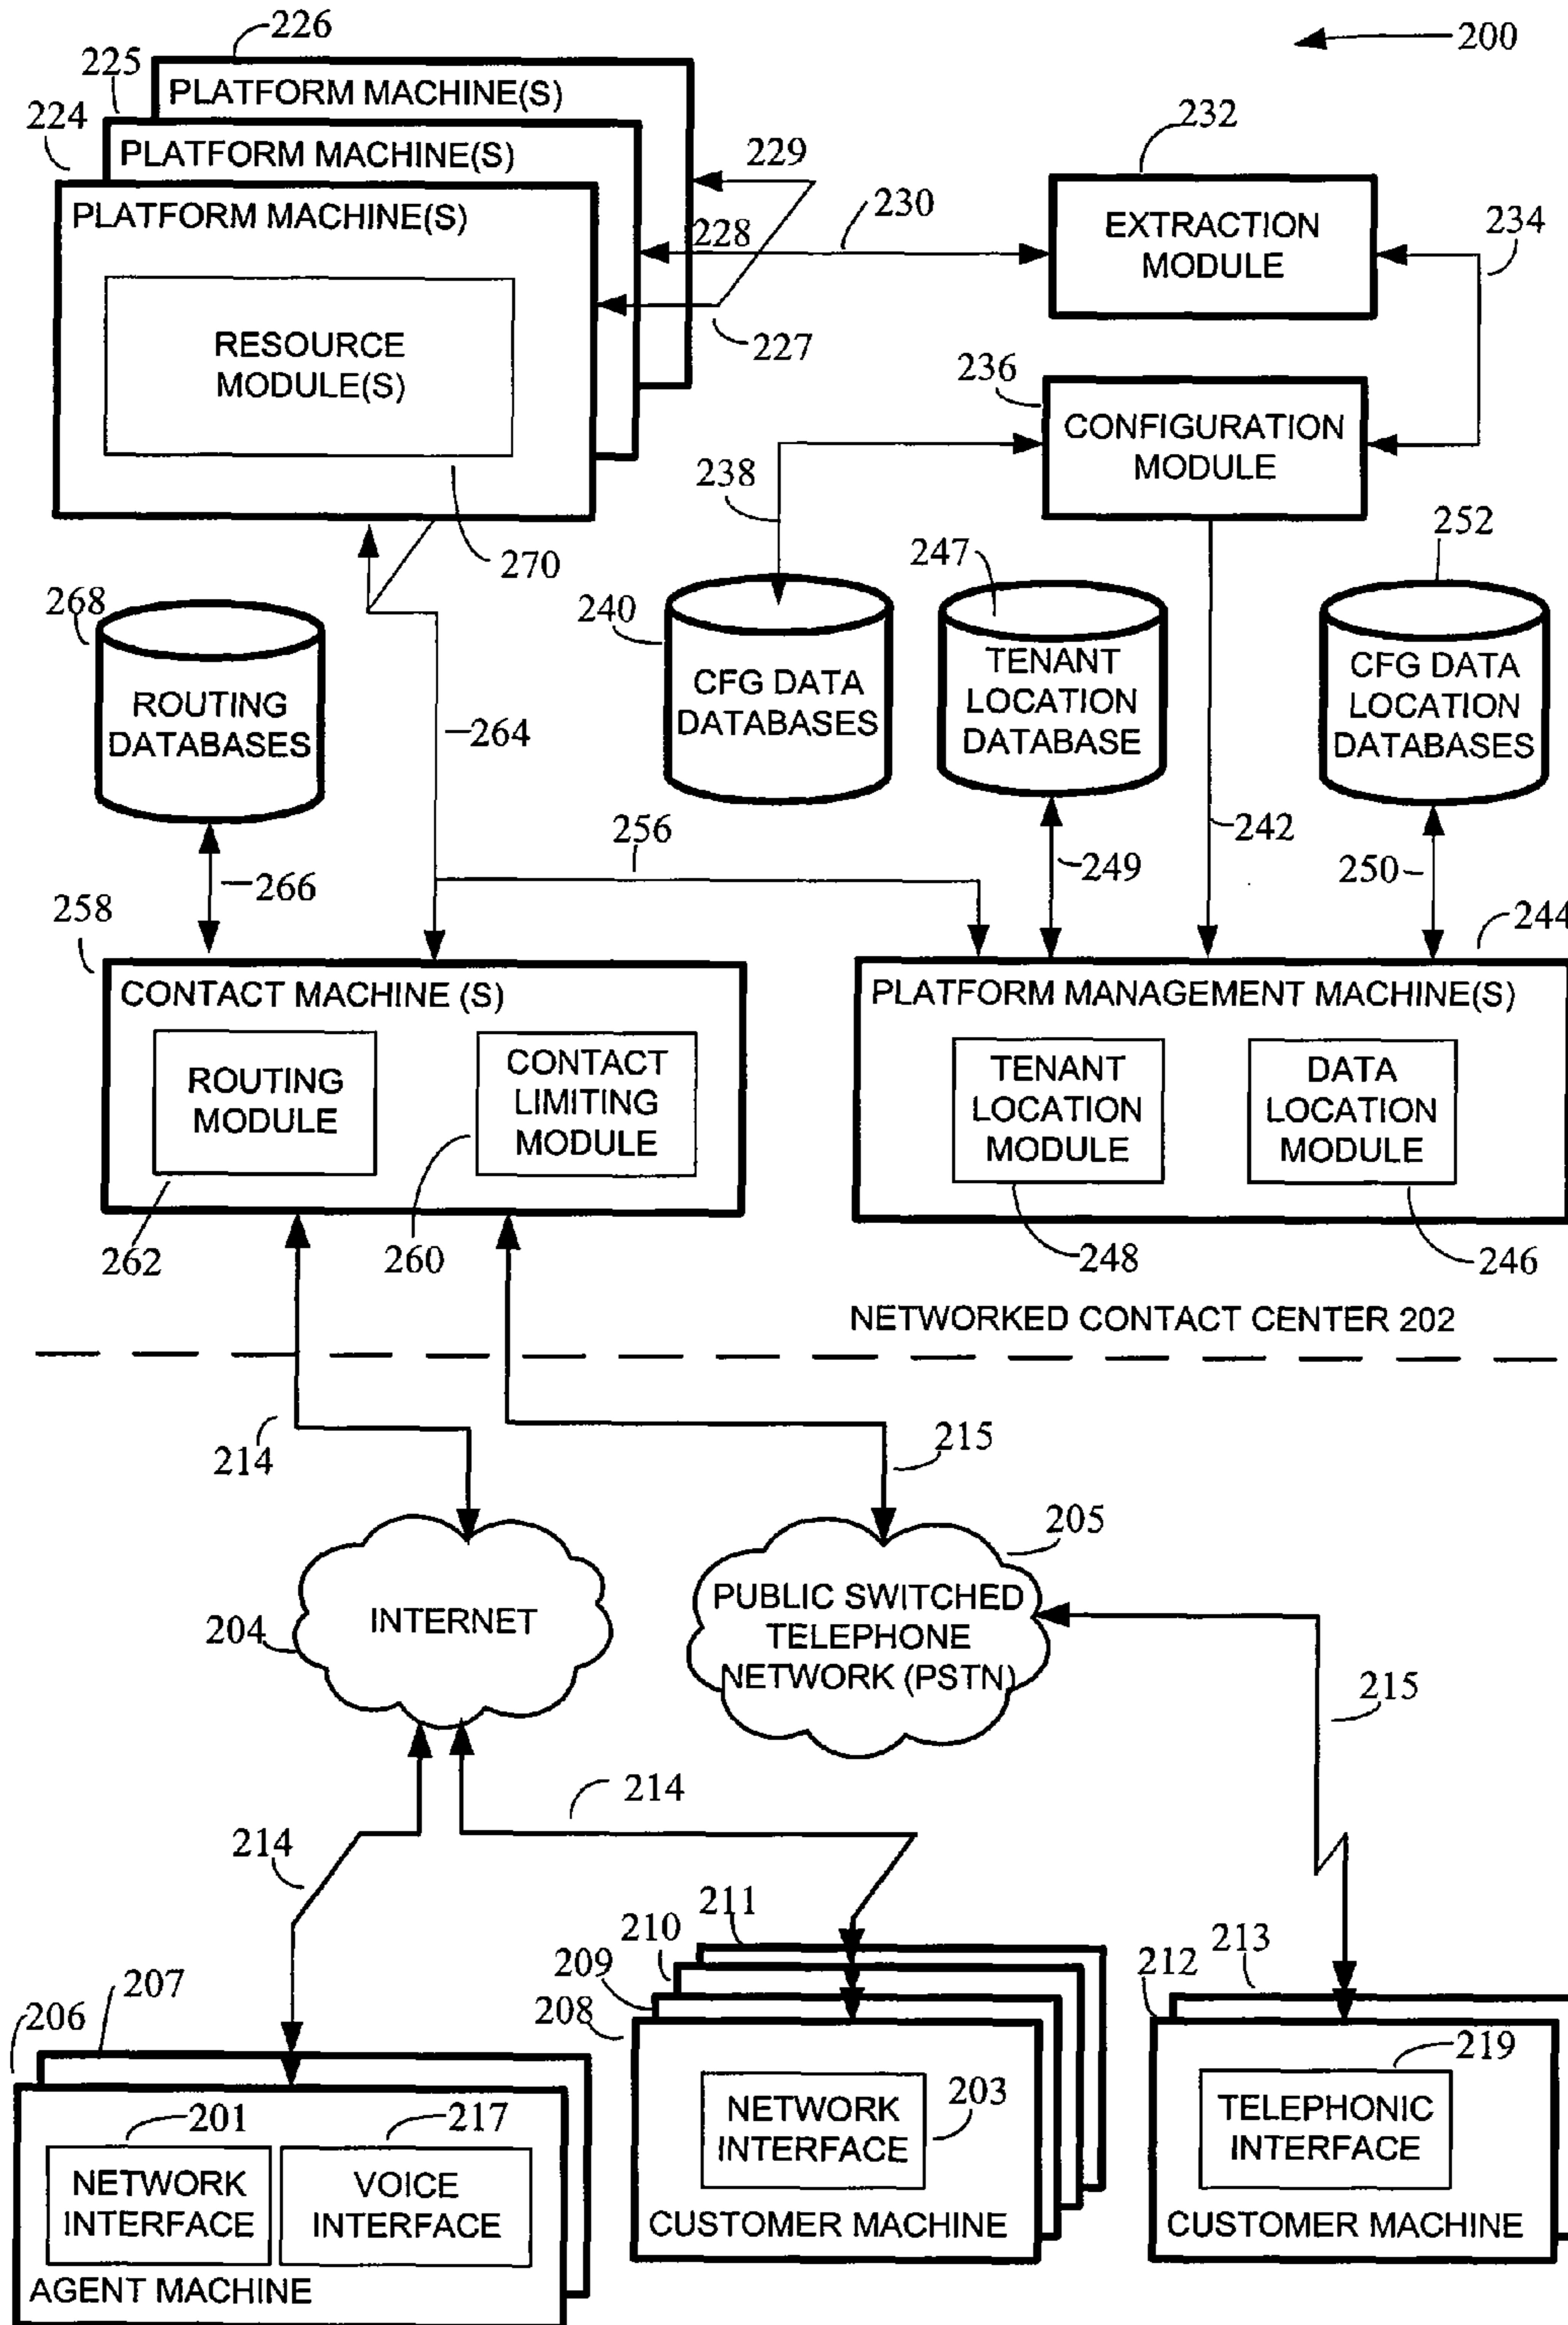 226
200
225
PLATFORM MACHINE(S)
224
PLATFORM MACHINE(S)
232
229
PLATFORM MACHINE(S)
230
EXTRACTION
MODULE
228
234
RESOURCE
MODULE(S)
227
236
CONFIGURATION
MODULE
238
270
247
252
268
240
ROUTING
DATABASES
CFG DATA
DATABASES
TENANT
LOCATION
DATABASE
CFG DATA
LOCATION
DATABASES
264
256
249
242
250
266
258
244
CONTACT MACHINE (S)
PLATFORM MANAGEMENT MACHINE(S)
ROUTING
MODULE
CONTACT
LIMITING
MODULE
TENANT
LOCATION
MODULE
DATA
LOCATION
MODULE
262
260
248
246
NETWORKED CONTACT CENTER 202
214
215
205
INTERNET
204
PUBLIC SWITCHED
TELEPHONE
NETWORK (PSTN)
215
214
214
211
210
209
208
213
212
207
206
219
201
217
NETWORK
INTERFACE
203
TELEPHONIC
INTERFACE
NETWORK
INTERFACE
VOICE
INTERFACE
CUSTOMER MACHINE
CUSTOMER MACHINE
AGENT MACHINE